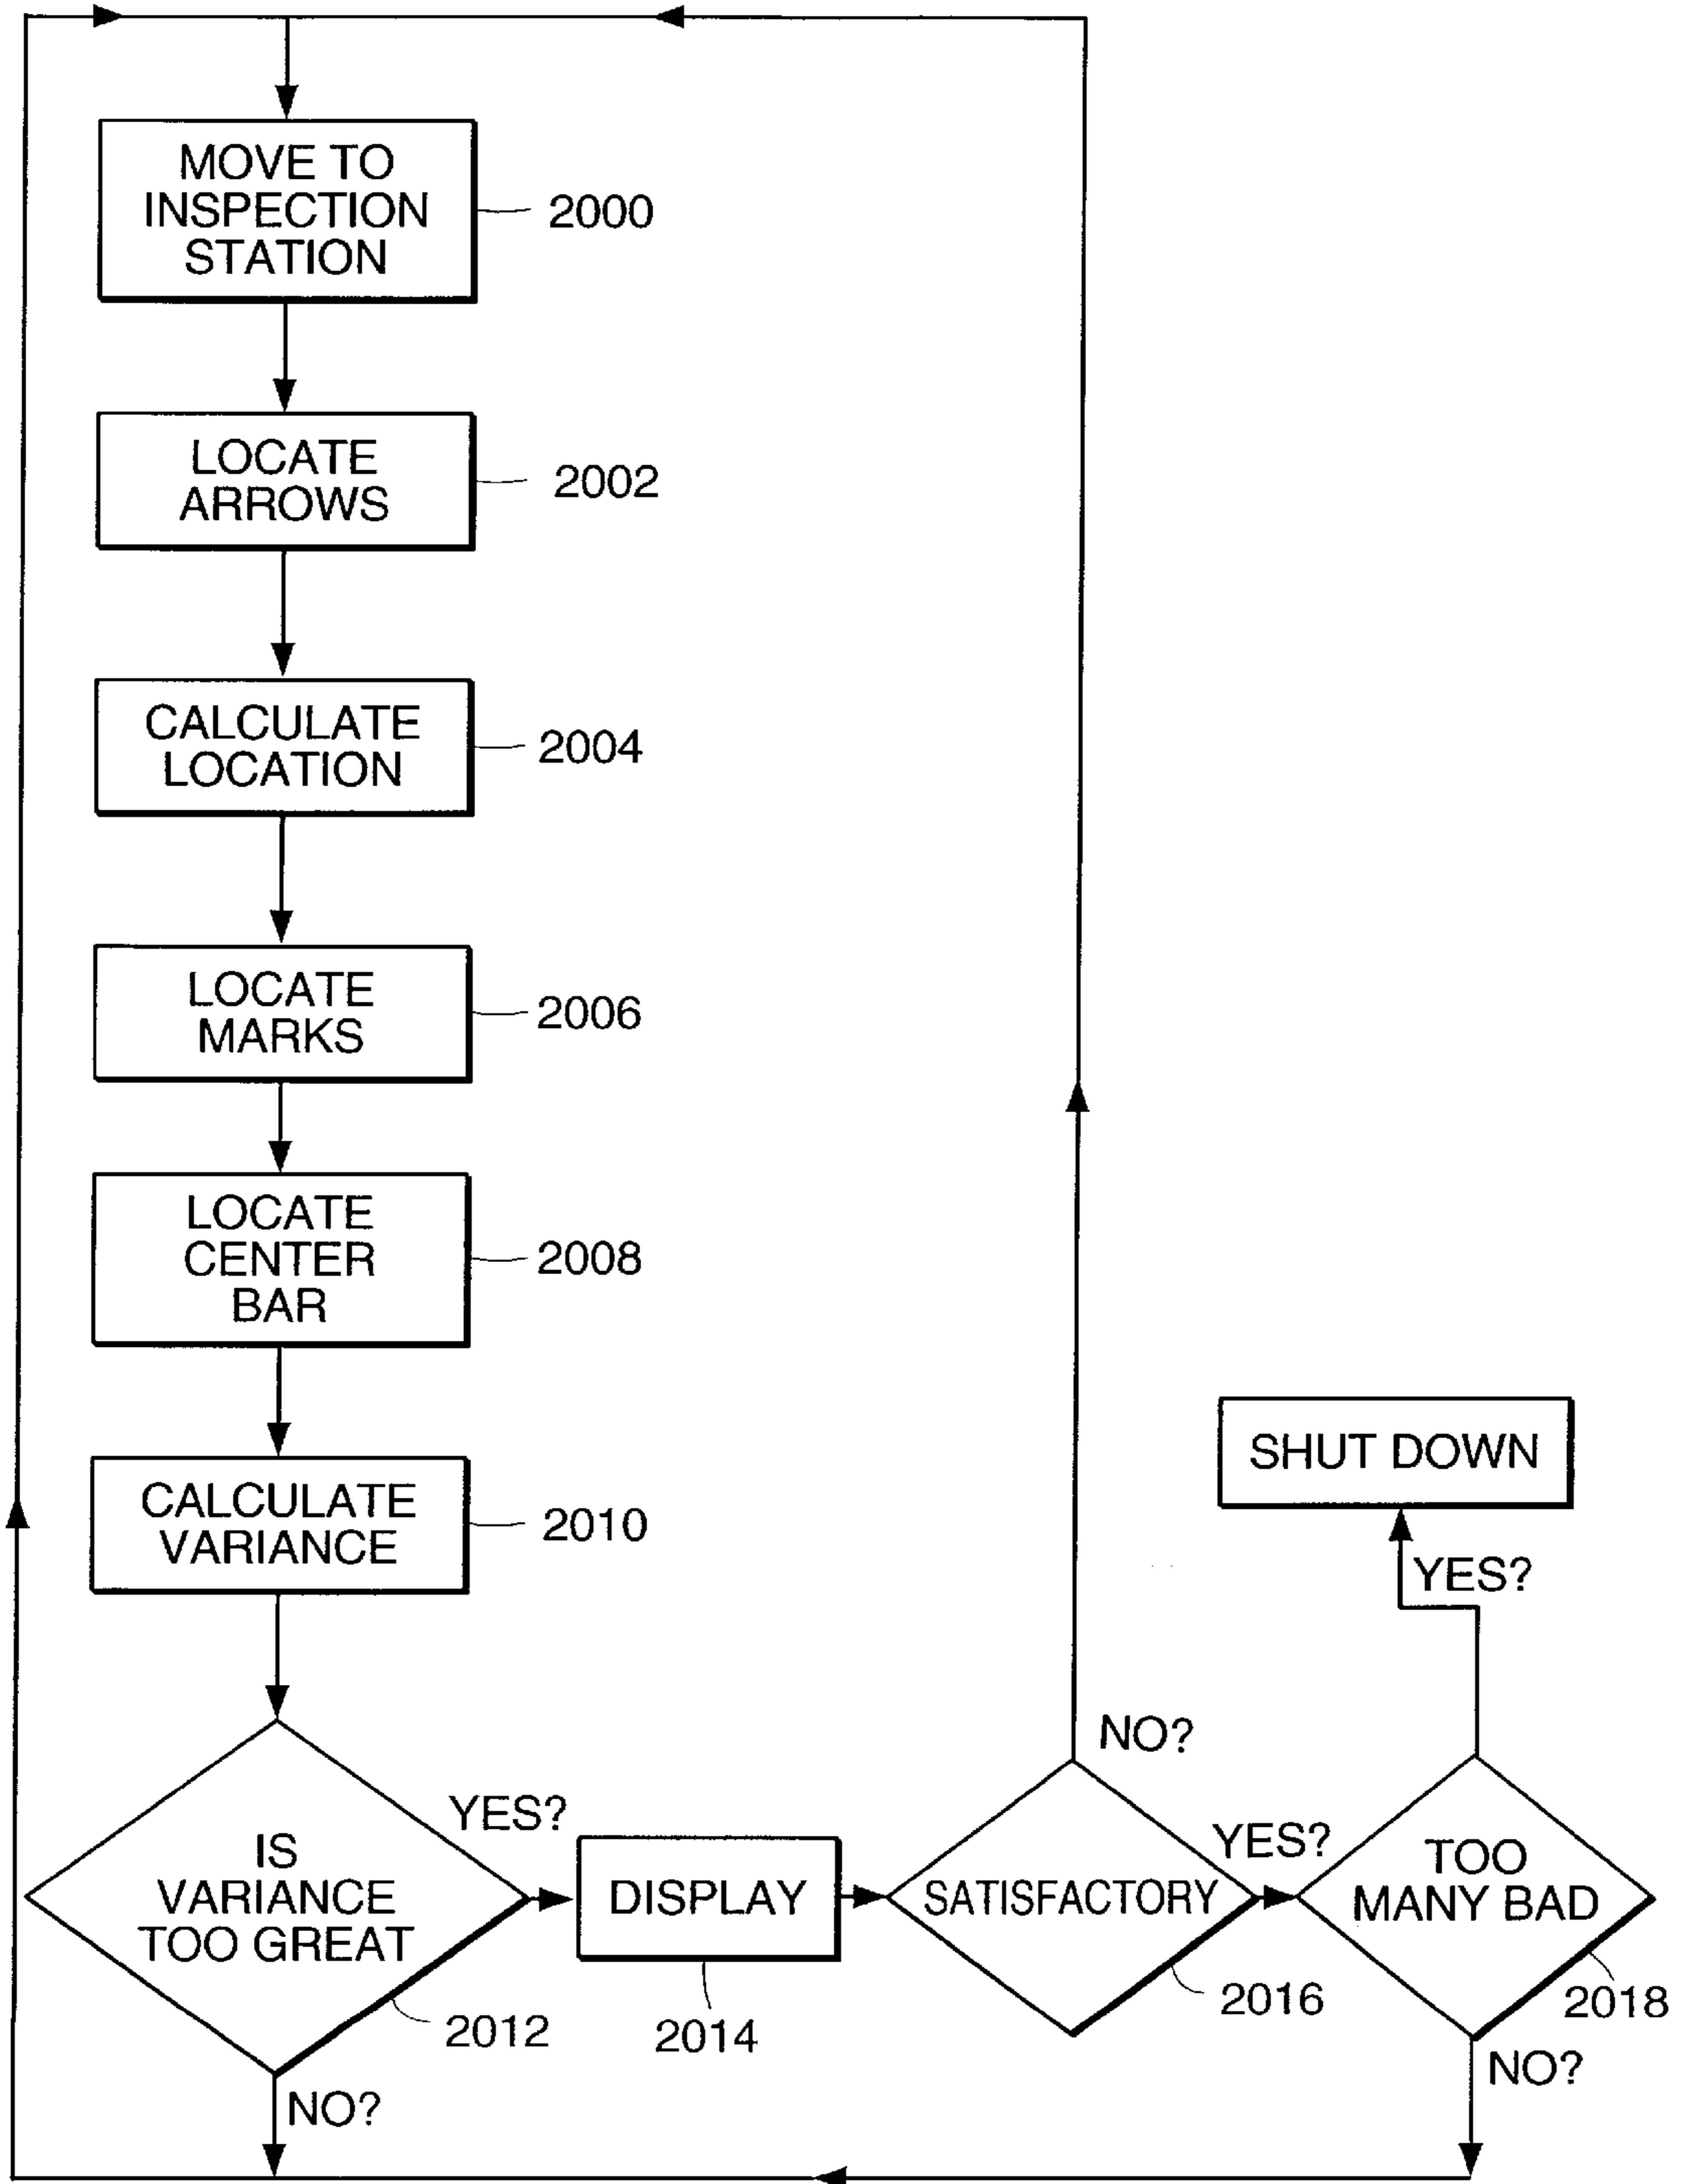 MOVE TO
INSPECTION
STATION
2000
LOCATE
ARROWS
2002
CALCULATE
LOCATION
2004
LOCATE
MARKS
2006
LOCATE
CENTER
BAR
2008
CALCULATE
VARIANCE
2010
SHUT DOWN
YES?
IS
VARIANCE
TOO GREAT
YES?
2012
NO?
DISPLAY
2014
SATISFACTORY
NO?
YES?
2016
TOO
MANY BAD
2018
NO?